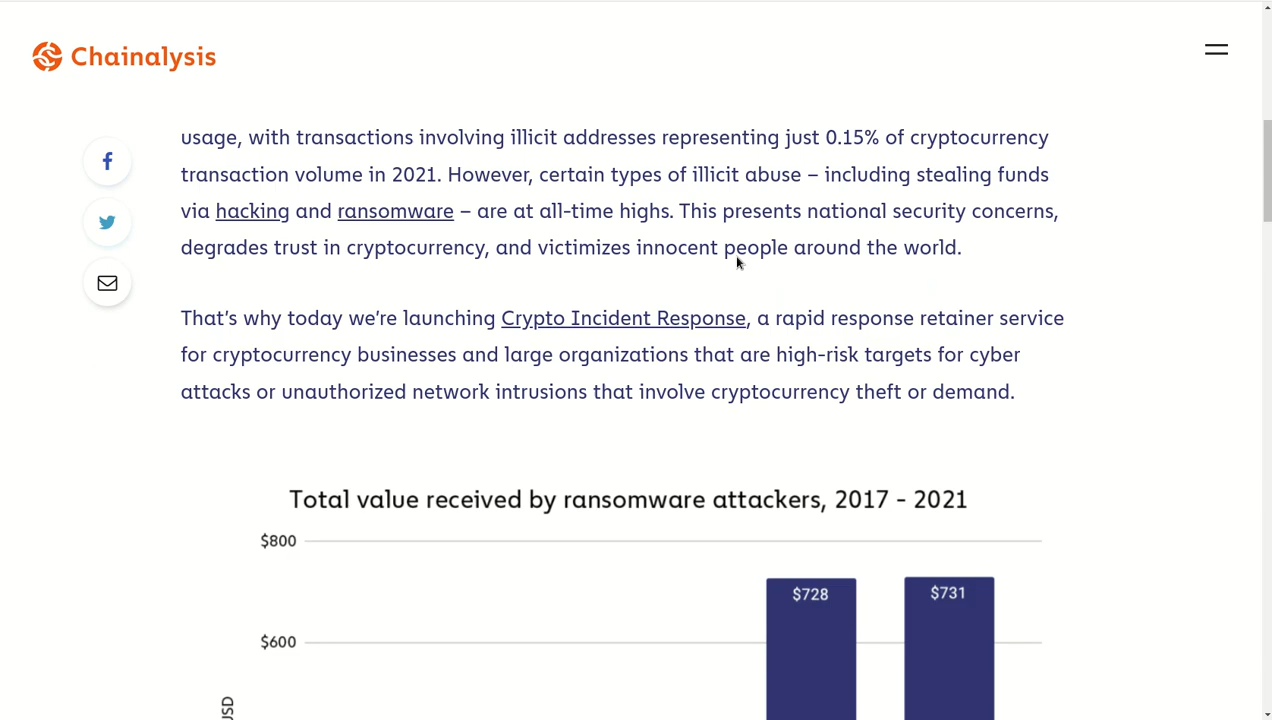 Chainalysis
usage, with transactions involving illicit addresses representing just 0.15% of cryptocurrency
transaction volume in 2021. However, certain types of illicit abuse – including stealing funds
via hacking and ransomware – are at all-time highs. This presents national security concerns,
degrades trust in cryptocurrency, and victimizes innocent people around the world.
That’s why today we’re launching Crypto Incident Response, a rapid response retainer service
for cryptocurrency businesses and large organizations that are high-risk targets for cyber
attacks or unauthorized network intrusions that involve cryptocurrency theft or demand.
Total value received by ransomware attackers, 2017 - 2021
$800
$728
$731
$600
USD